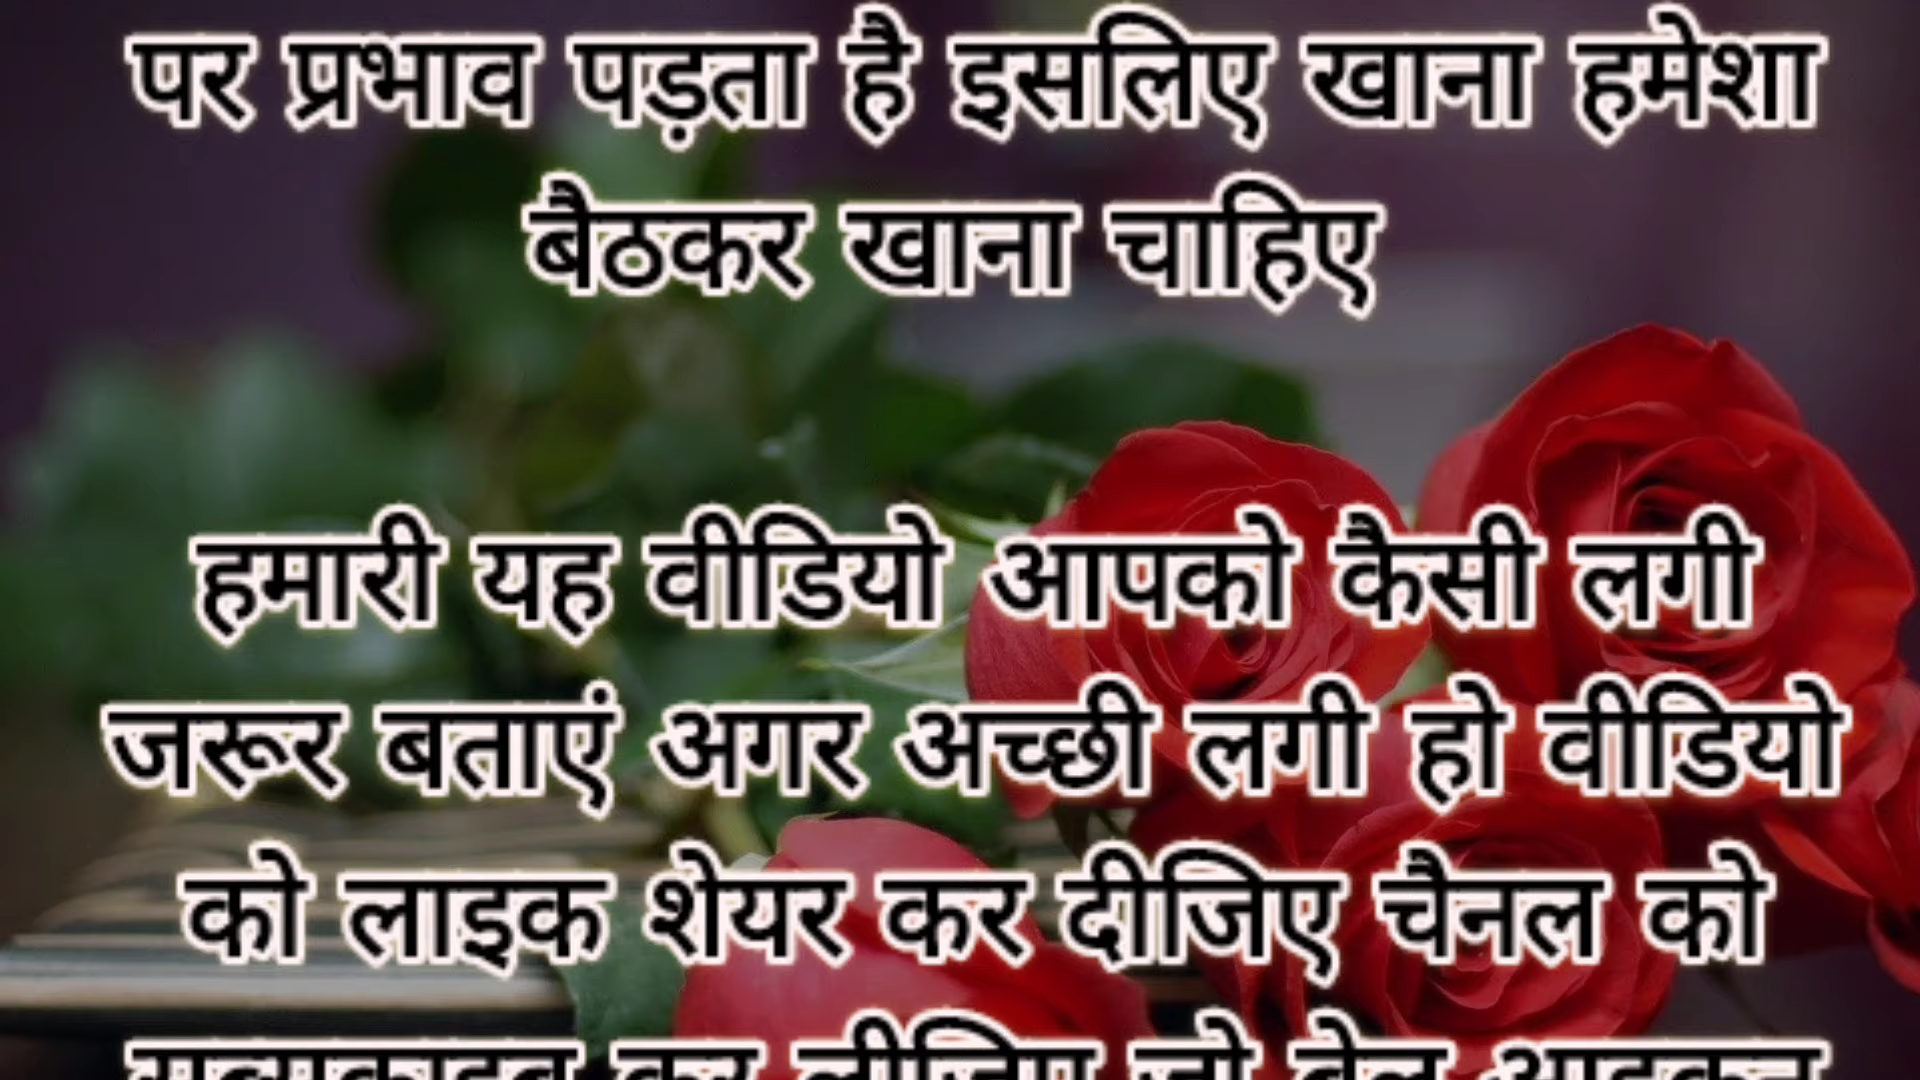 पर प्रभाव पड़ता है इसलिए खाना हमेशा
बैठकर खाना चाहिए
हमारी यह वीडियो आपको कैसी लगी
जरूर बताएं अगर अच्छी लगी हो वीडियो
को लाइक शेयर कर दीजिए चैनल को